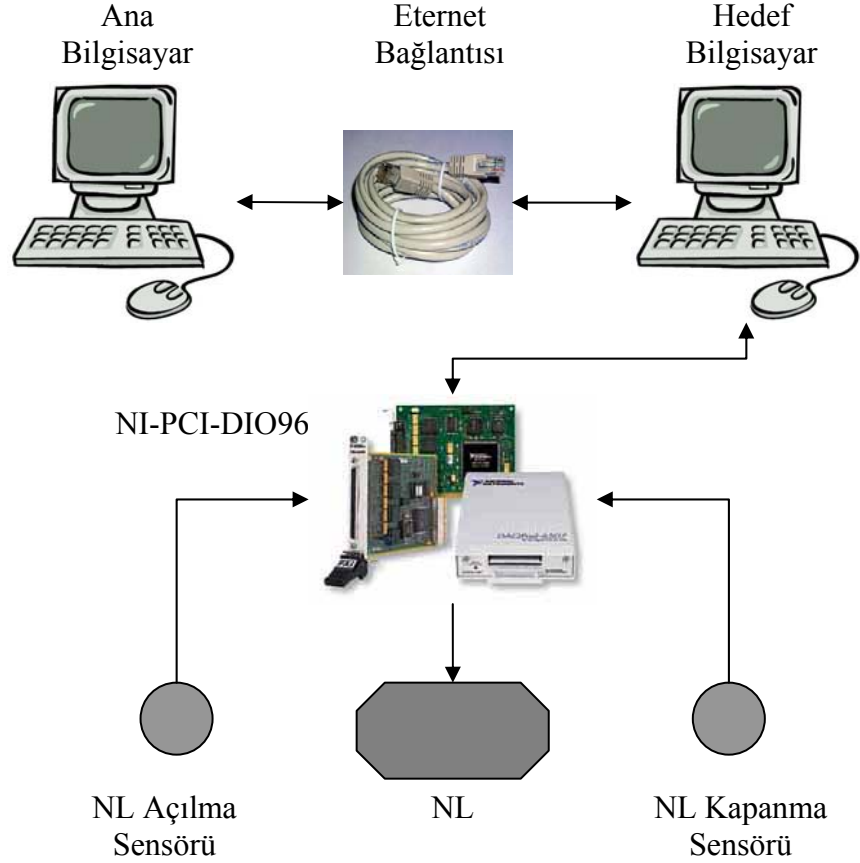 Ana
Bilgisayar
Eternet
Bağlantısı
Hedef
Bilgisayar
NI-PCI-DIO96
NL Açılma
Sensörü
NL
NL Kapanma
Sensörü